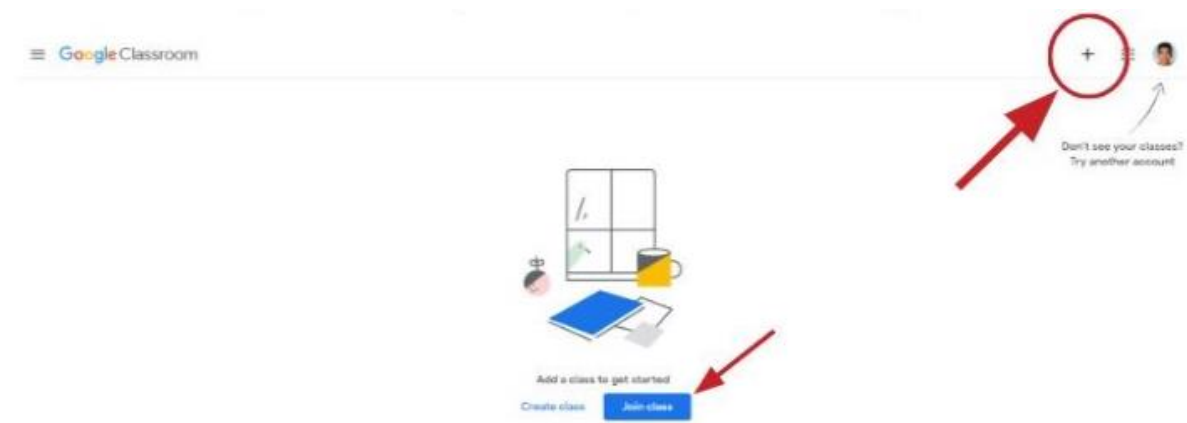 Google Classroom
+
Don't see your classes?
Try another account
Add a class to get started
Create class
Join class